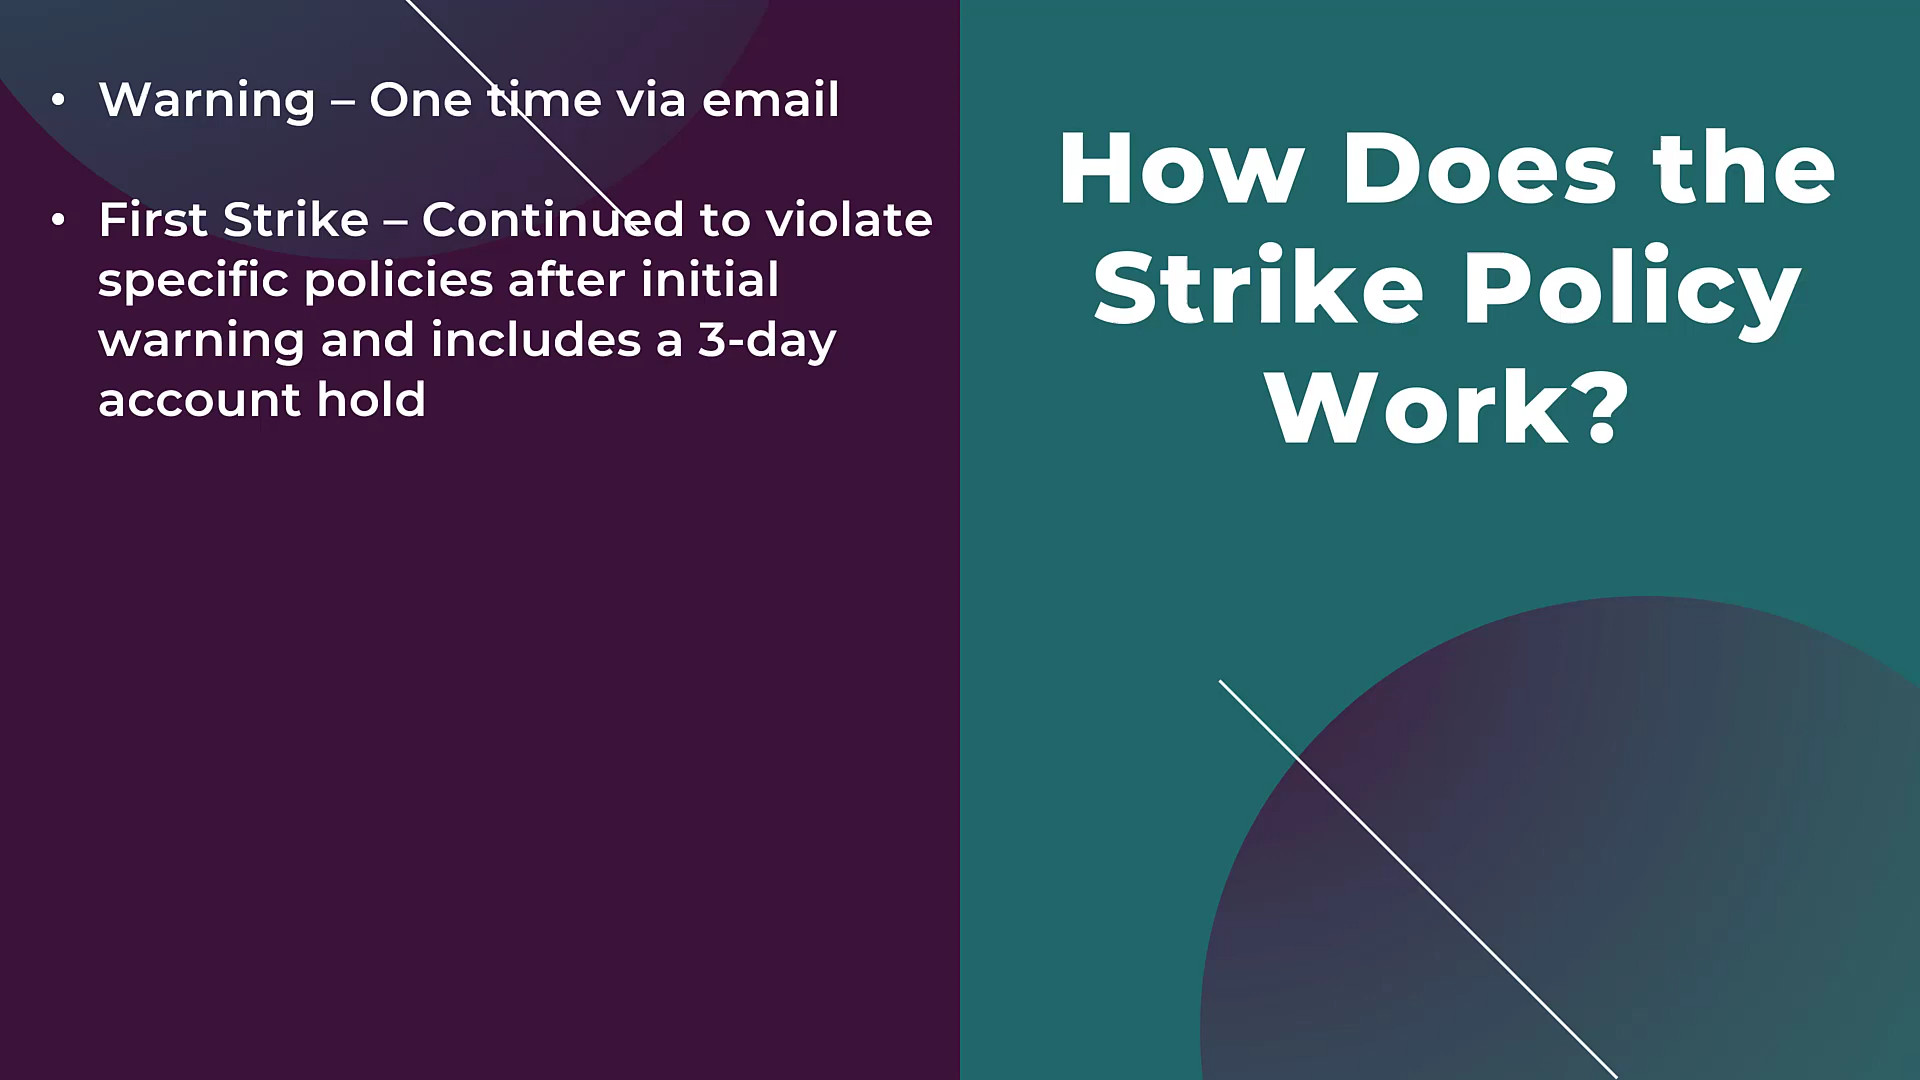 • Warning – One time via email
• First Strike – Continued to violate
specific policies after initial
warning and includes a 3-day
account hold
How Does the
Strike Policy
Work?